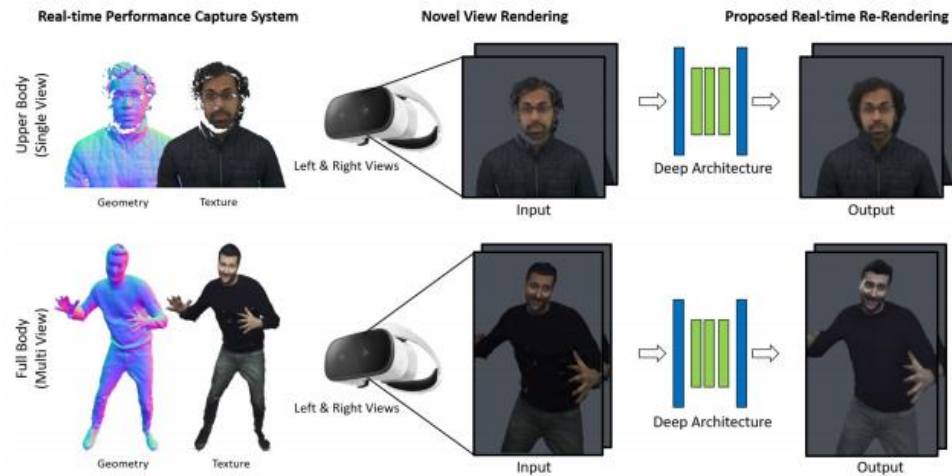 Real-time Performance Capture System
Novel View Rendering
Proposed Real-time Re-Rendering
Upper Body
(Single View)
Geometry
Texture
Left & Right Views
Input
Deep Architecture
Output
Full Body
(Multi View)
Geometry
Texture
Left & Right Views
Input
Deep Architecture
Output